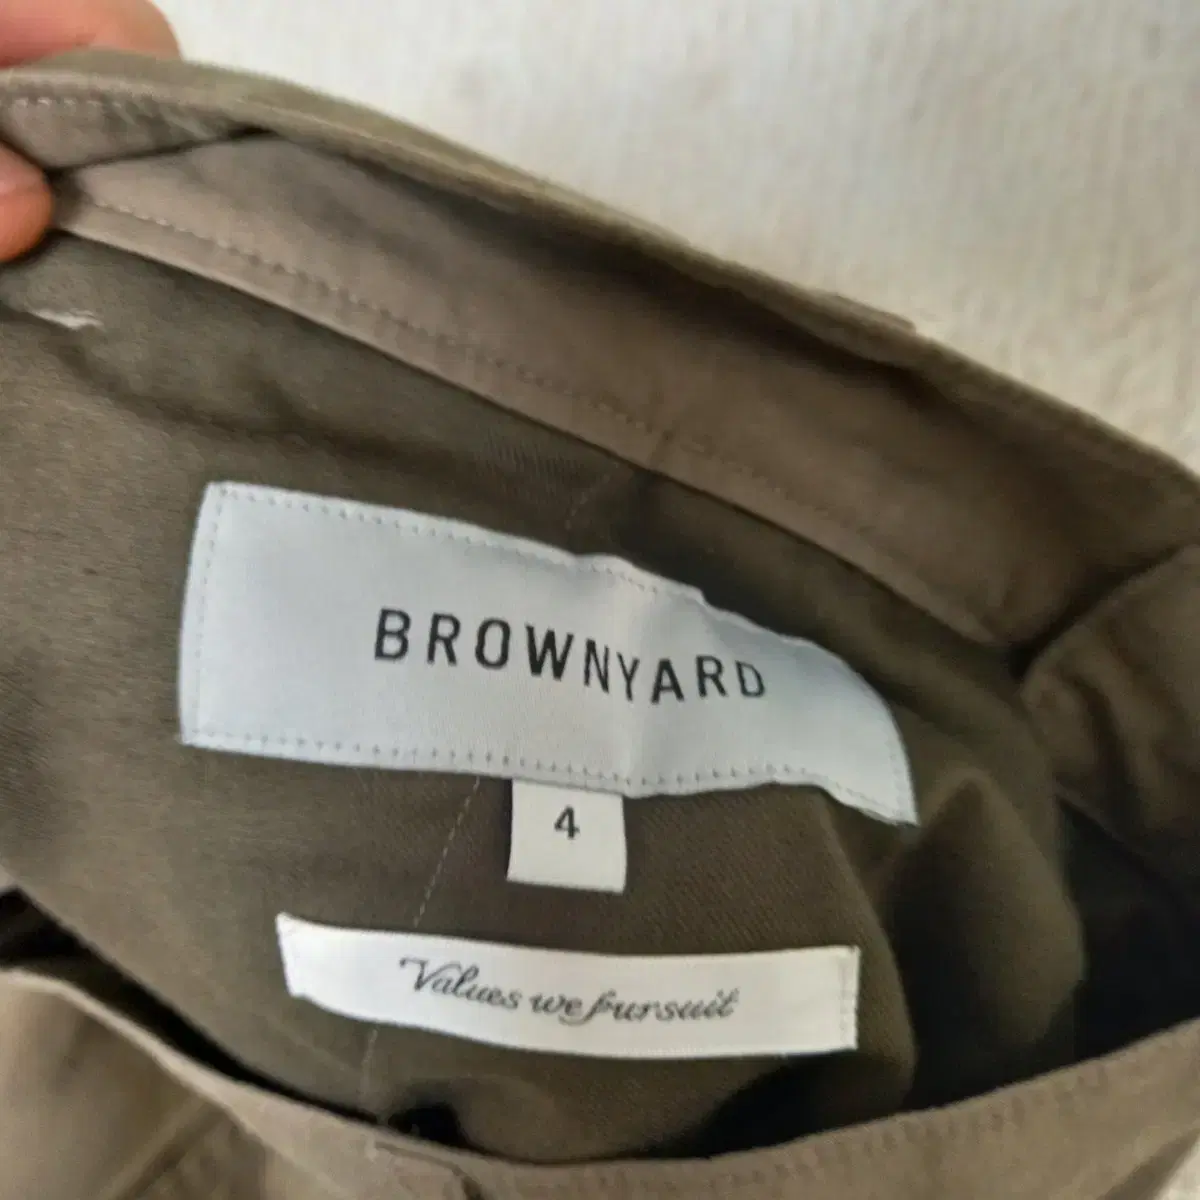 BROWNYARD
4
Values we pursuit